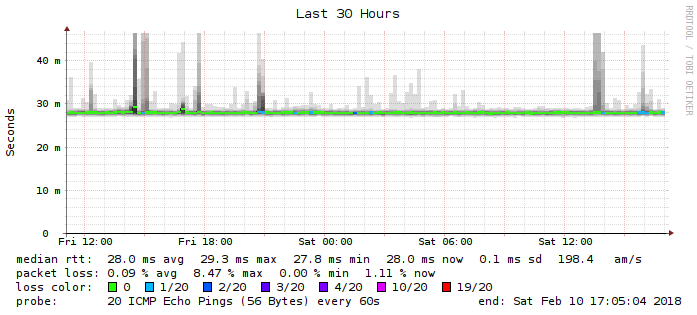 Last 30 Hours
RRDTOOL / TOBI OETIKER
Seconds
40 m
30 m
20 m
10 m
0
Fri 12:00 Fri 18:00 Sat 00:00 Sat 06:00 Sat 12:00
median rtt: 28.0 ms avg 29.3 ms max 27.8 ms min 28.0 ms now 0.1 ms sd 198.4 am/s
packet loss: 0.09 % avg 8.47 % max 0.00 % min 1.11 % now
loss color: 0 1/20 2/20 3/20 4/20 10/20 19/20
probe: 20 ICMP Echo Pings (56 Bytes) every 60s end: Sat Feb 10 17:05:04 2018